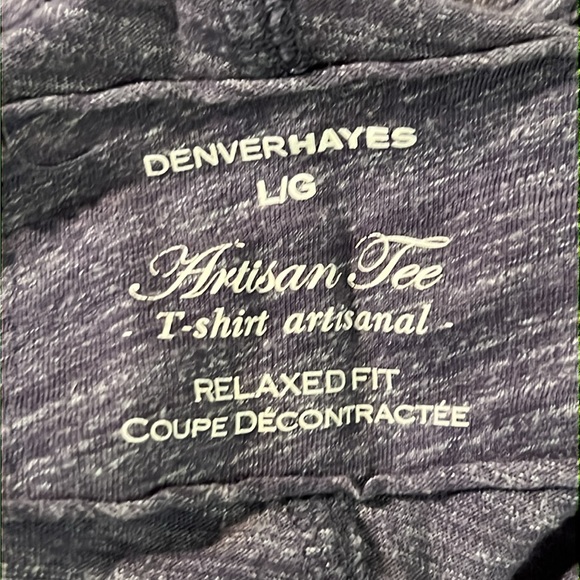 DENVERHAYES
L/G
Artisan Tee
- T-shirt artisanal -
RELAXED FIT
COUPE DÉCONTRACTÉE